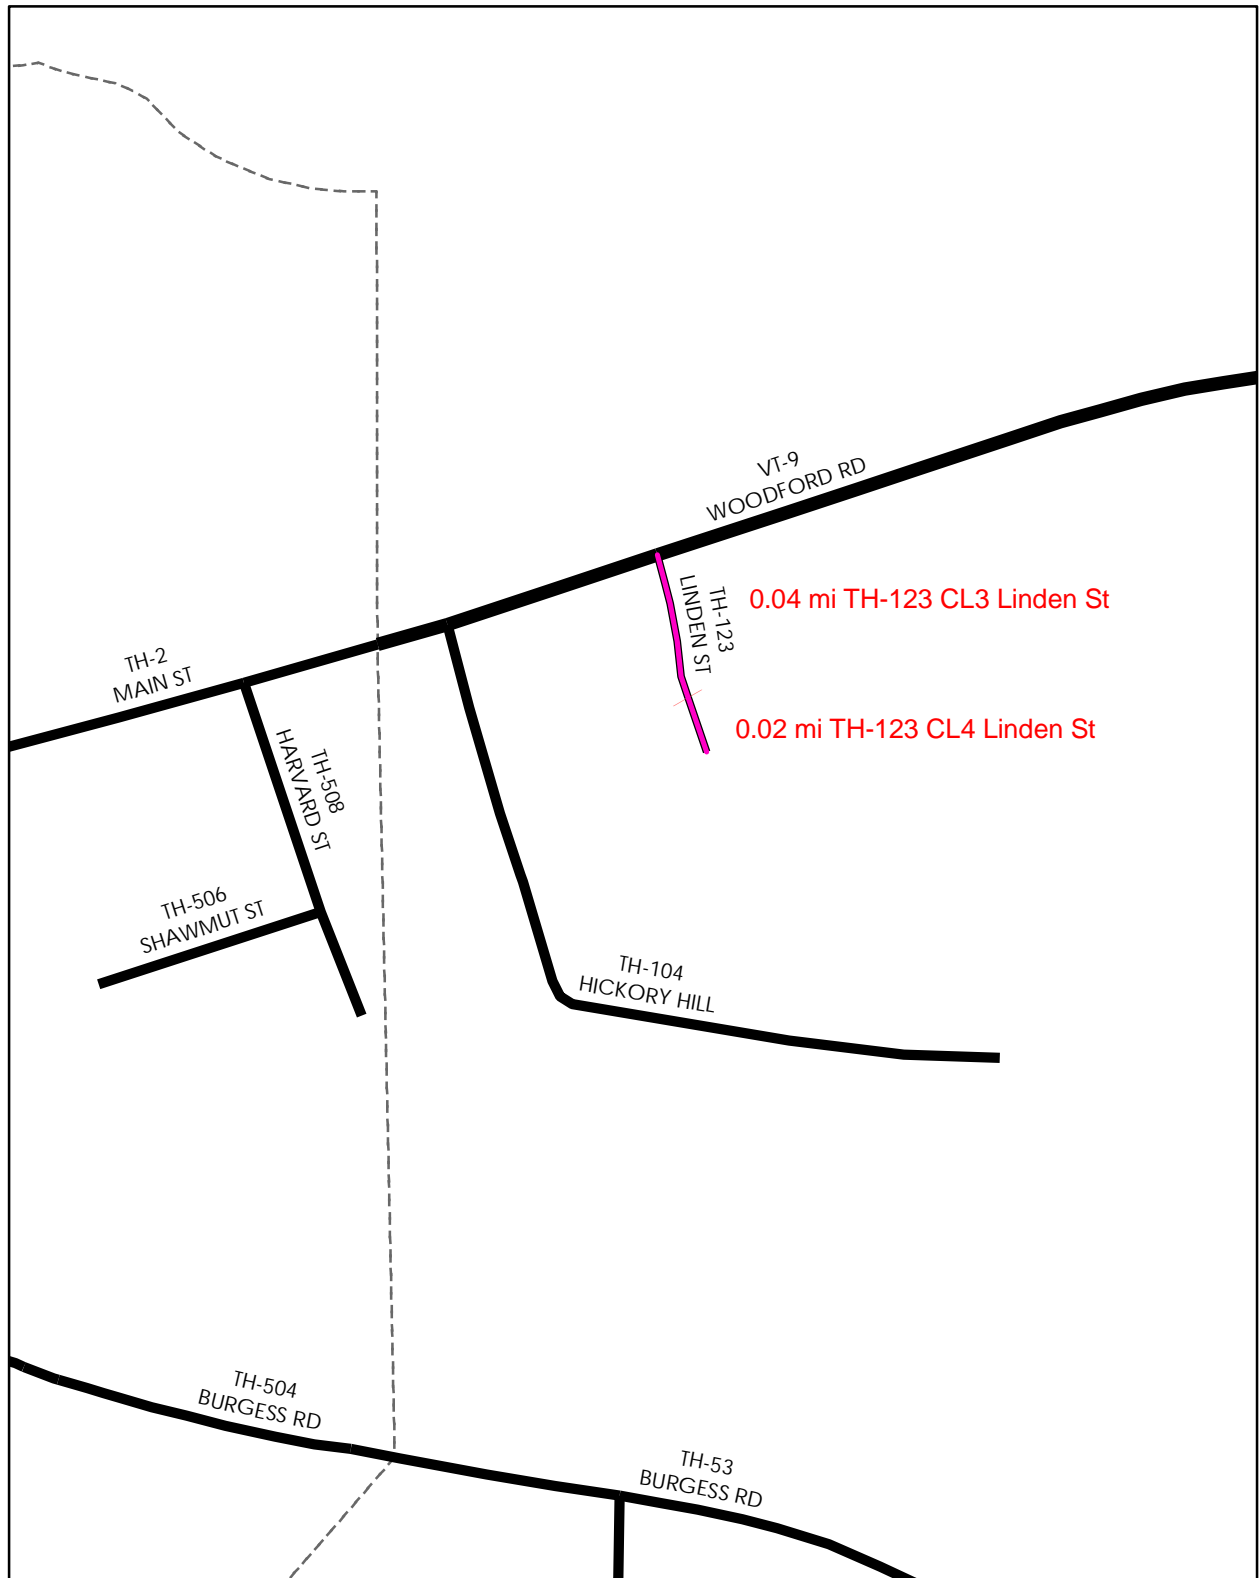 VT-9
WOODFORD RD
TH-123
LINDEN ST
0.04 mi TH-123 CL3 Linden St
TH-2
MAIN ST
0.02 mi TH-123 CL4 Linden St
TH-508
HARVARD ST
TH-506
SHAWMUT ST
TH-104
HICKORY HILL
TH-504
BURGESS RD
TH-53
BURGESS RD